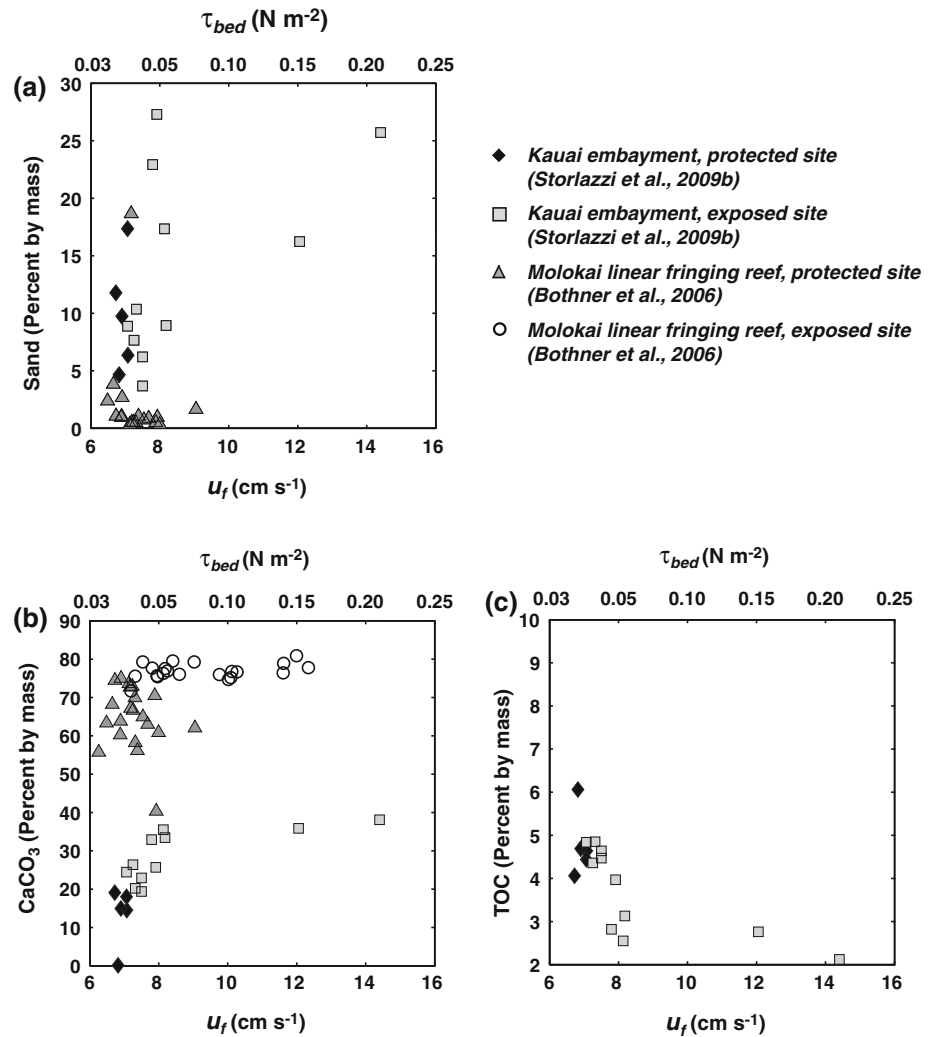 τbed (N m-2)
0.03 0.05 0.10 0.15 0.20 0.25
(a)
30
25
20
15
10
5
0
Sand (Percent by mass)
6 8 10 12 14 16
uf (cm s-1)
Kauai embayment, protected site
(Storlazzi et al., 2009b)
Kauai embayment, exposed site
(Storlazzi et al., 2009b)
Molokai linear fringing reef, protected site
(Bothner et al., 2006)
Molokai linear fringing reef, exposed site
(Bothner et al., 2006)
τbed (N m-2)
0.03 0.05 0.10 0.15 0.20 0.25
(b)
90
80
70
60
50
40
30
20
10
0
CaCO3 (Percent by mass)
6 8 10 12 14 16
uf (cm s-1)
τbed (N m-2)
0.03 0.05 0.10 0.15 0.20 0.25
(c)
10
9
8
7
6
5
4
3
2
TOC (Percent by mass)
6 8 10 12 14 16
uf (cm s-1)